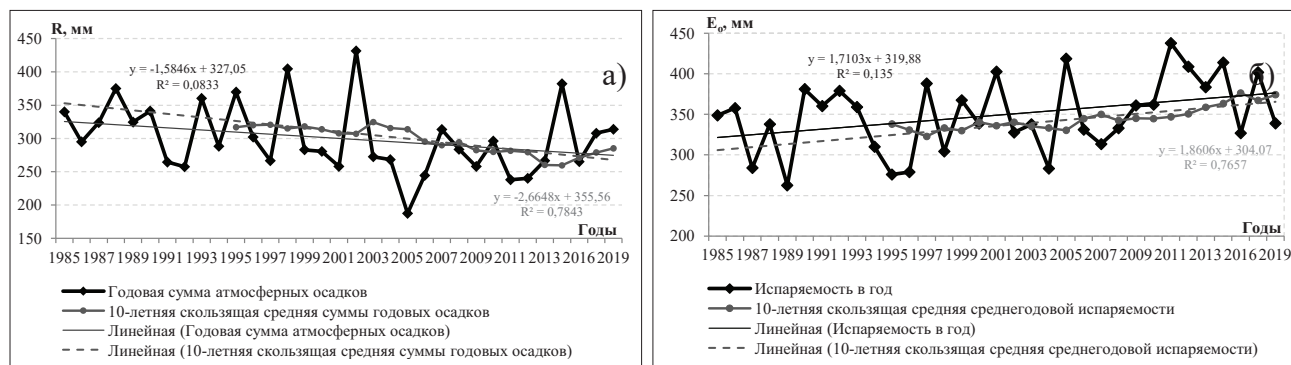 R, мм
а)
y = -1,5846x + 327,05
R² = 0,0833
450
400
350
300
250
200
150
y = -2,6648x + 355,56
R² = 0,7843
Годы
1985 1987 1989 1991 1993 1995 1997 1999 2001 2003 2005 2007 2009 2011 2013 2016 2019
Годовая сумма атмосферных осадков
10-летняя скользящая средняя суммы годовых осадков
Линейная (Годовая сумма атмосферных осадков)
Линейная (10-летняя скользящая средняя суммы годовых осадков)
Eₒ, мм
б)
y = 1,7103x + 319,88
R² = 0,135
450
400
350
300
250
200
y = 1,8606x + 304,07
R² = 0,7657
Годы
1985 1987 1989 1991 1993 1995 1997 1999 2001 2003 2005 2007 2009 2011 2013 2016 2019
Испаряемость в год
10-летняя скользящая средняя среднегодовой испаряемости
Линейная (Испаряемость в год)
Линейная (10-летняя скользящая средняя среднегодовой испаряемости)